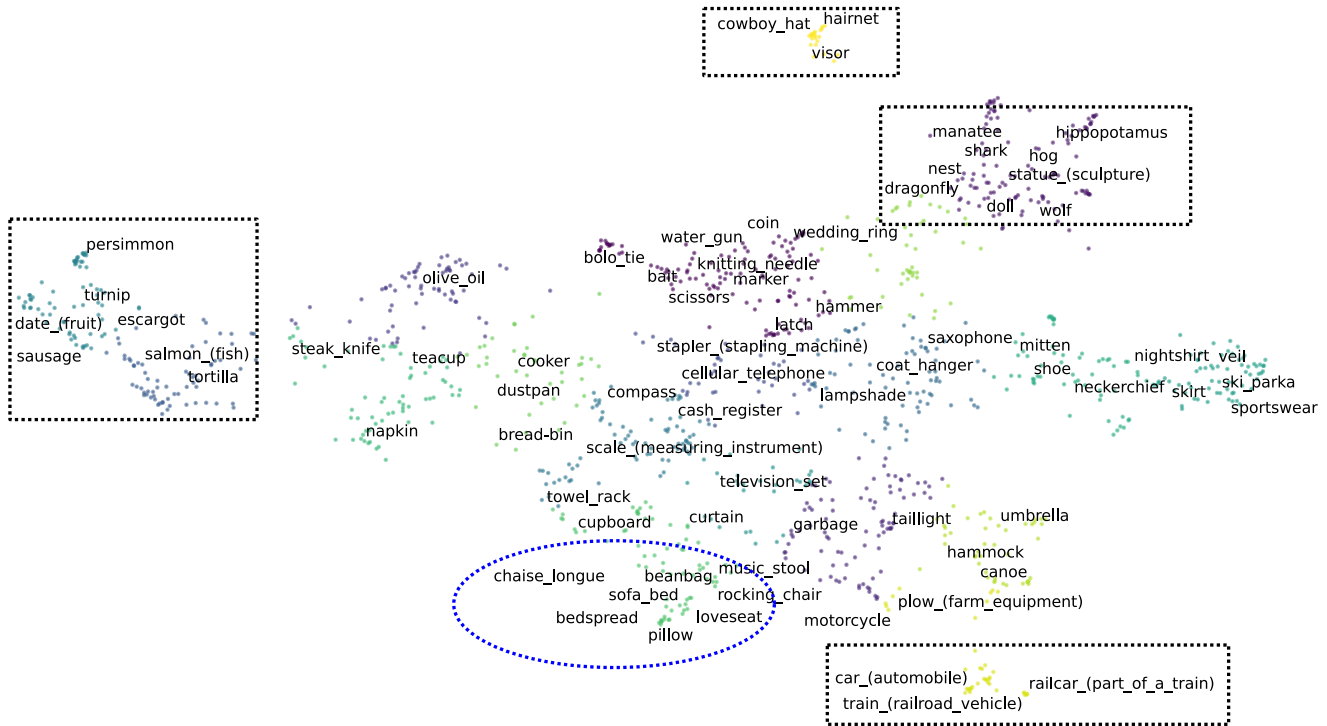 cowboy_hat
hairnet
visor
manatee
hippopotamus
shark
hog
nest
statue_(sculpture)
dragonfly
doll
wolf
persimmon
turnip
date_(fruit)
escargot
sausage
salmon_(fish)
tortilla
olive_oil
coin
water_gun
wedding_ring
bolo_tie
bait
knitting_needle
marker
scissors
hammer
latch
steak_knife
teacup
cooker
stapler_(stapling_machine)
saxophone
mitten
nightshirt
veil
dustpan
compass
cellular_telephone
coat_hanger
shoe
neckerchief
skirt
ski_parka
sportswear
lampshade
cash_register
napkin
bread-bin
scale_(measuring_instrument)
television_set
towel_rack
cupboard
curtain
garbage
taillight
umbrella
hammock
canoe
chaise_longue
beanbag
music_stool
sofa_bed
rocking_chair
plow_(farm_equipment)
bedspread
loveseat
motorcycle
pillow
car_(automobile)
railcar_(part_of_a_train)
train_(railroad_vehicle)